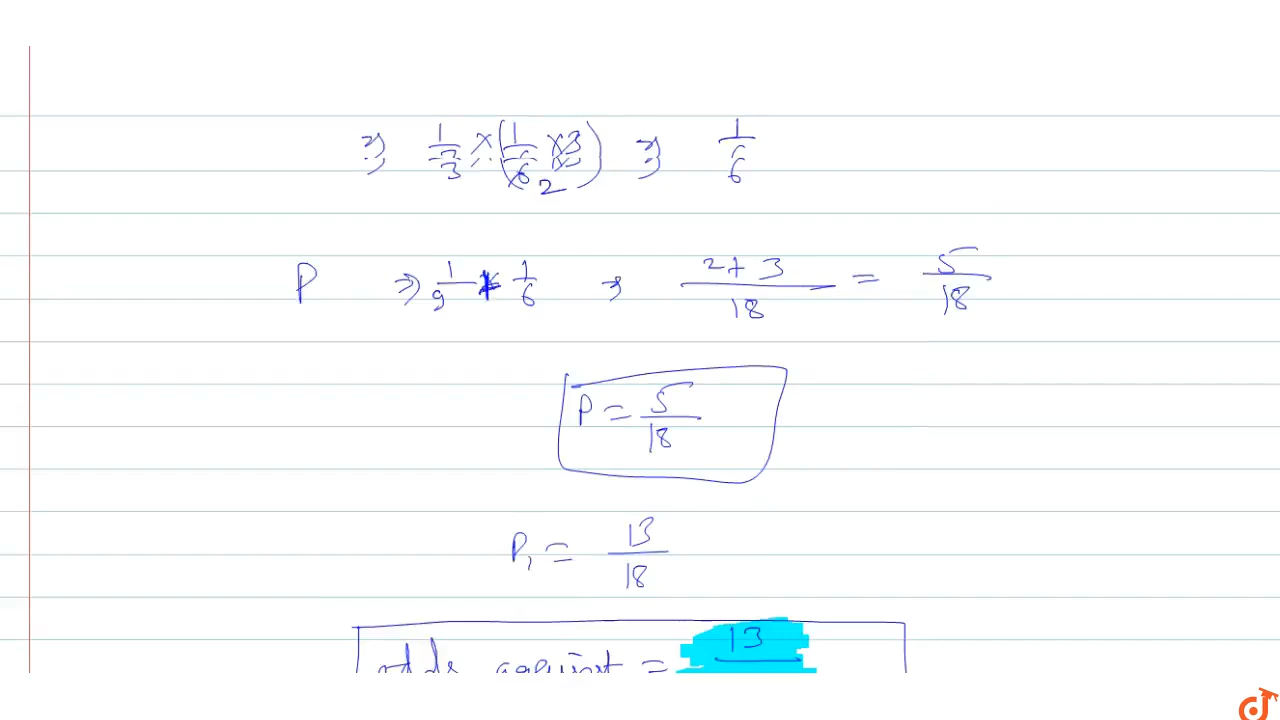 ⇒ 1/3 × (1/6 × 3/2) ⇒ 1/6
P ⇒ 1/9 + 1/6 ⇒ 2+3/18 = 5/18
P = 5/18
P₁ = 13/18
odds against = 13